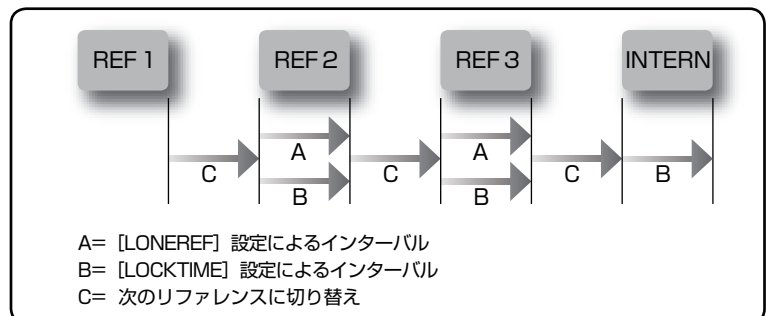 REF 1 REF 2 REF 3 INTERN
A A
C C C B
B B
A= [LONEREF] 設定によるインターバル
B= [LOCKTIME] 設定によるインターバル
C= 次のリファレンスに切り替え